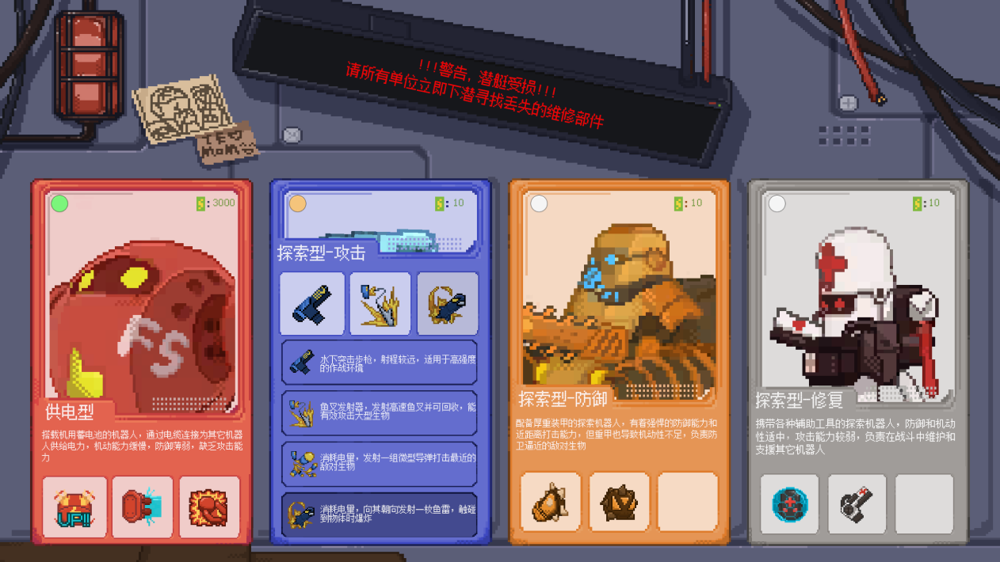 !!!警告, 潜艇受损!!!
请所有单位立即下潜寻找丢失的维修部件
TED
MOM
:3000
FS
供电型
搭载机用蓄电池的机器人，通过电缆连接为其它机器
人供给电力，机动能力缓慢，防御薄弱，缺乏攻击能
力
UP!!
:10
探索型-攻击
水下突击步枪，射程较远，适用于高强度
的作战环境
鱼叉发射器，发射高速鱼叉并可回收，能
有效攻击大型生物
消耗电量，发射一组微型导弹打击最近的
敌对生物
消耗电量，向其朝向发射一枚鱼雷，触碰
到物体时爆炸
:10
探索型-防御
配备厚重装甲的探索机器人，有着强悍的防御能力和
近距离打击能力，但重甲也导致机动性不足，负责防
卫逼近的敌对生物
:10
探索型-修复
携带各种辅助工具的探索机器人，防御和机动
性适中，攻击能力较弱，负责在战斗中维护和
支援其它机器人